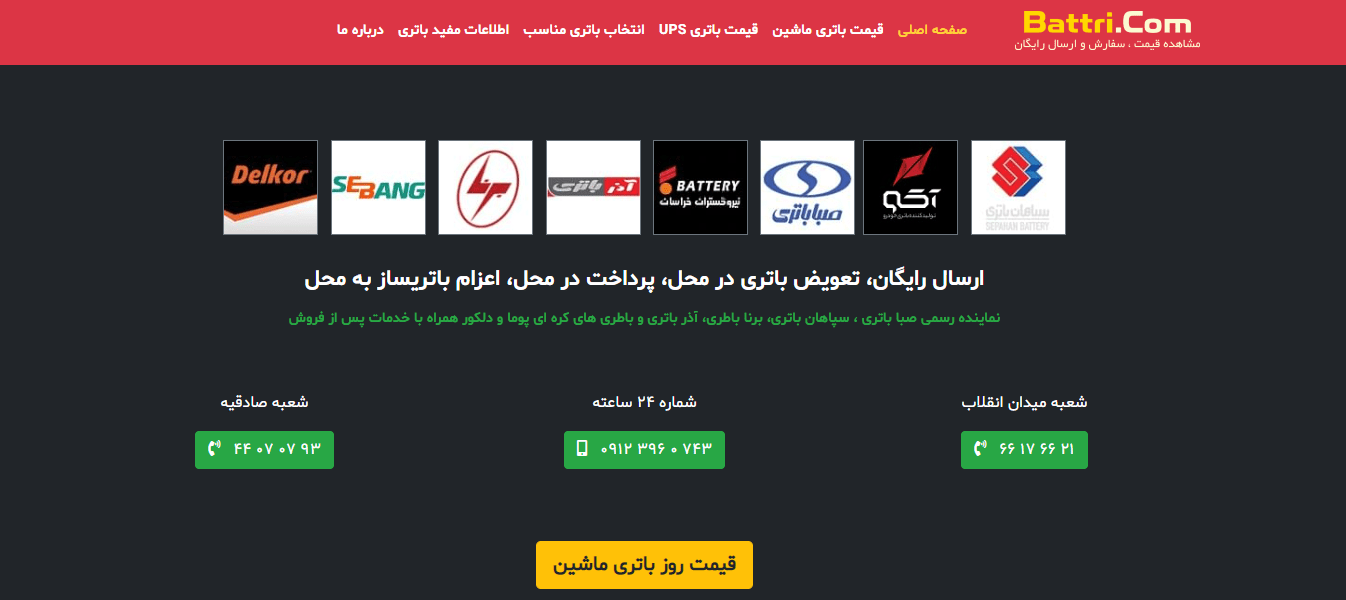 Battri.Com
مشاهده قیمت ، سفارش و ارسال رایگان
صفحه اصلی
قیمت باتری ماشین
قیمت باتری UPS
انتخاب باتری مناسب
اطلاعات مفید باتری
درباره ما
سپاهان باتری
SEPAHAN BATTERY
آکو
تولیدکننده باتری خودرو
صبا باتری
BATTERY
نیروگستران خراسان
آذر باتری
برنا
SEBANG
Delkor
ارسال رایگان، تعویض باتری در محل، پرداخت در محل، اعزام باتریساز به محل
نماینده رسمی صبا باتری ، سپاهان باتری، برنا باطری، آذر باتری و باطری های کره ای پوما و دلکور همراه با خدمات پس از فروش
شعبه میدان انقلاب
۶۶ ۱۷ ۶۶ ۲۱
شماره ۲۴ ساعته
۰۹۱۲ ۳۹۶ ۰ ۷۴۳
شعبه صادقیه
۴۴ ۰۷ ۰۷ ۹۳
قیمت روز باتری ماشین